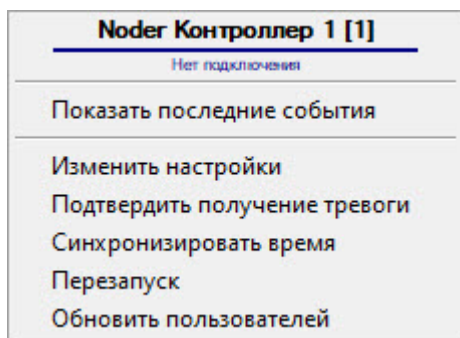 Noder Контроллер 1 [1]
Нет подключения
Показать последние события
Изменить настройки
Подтвердить получение тревоги
Синхронизировать время
Перезапуск
Обновить пользователей